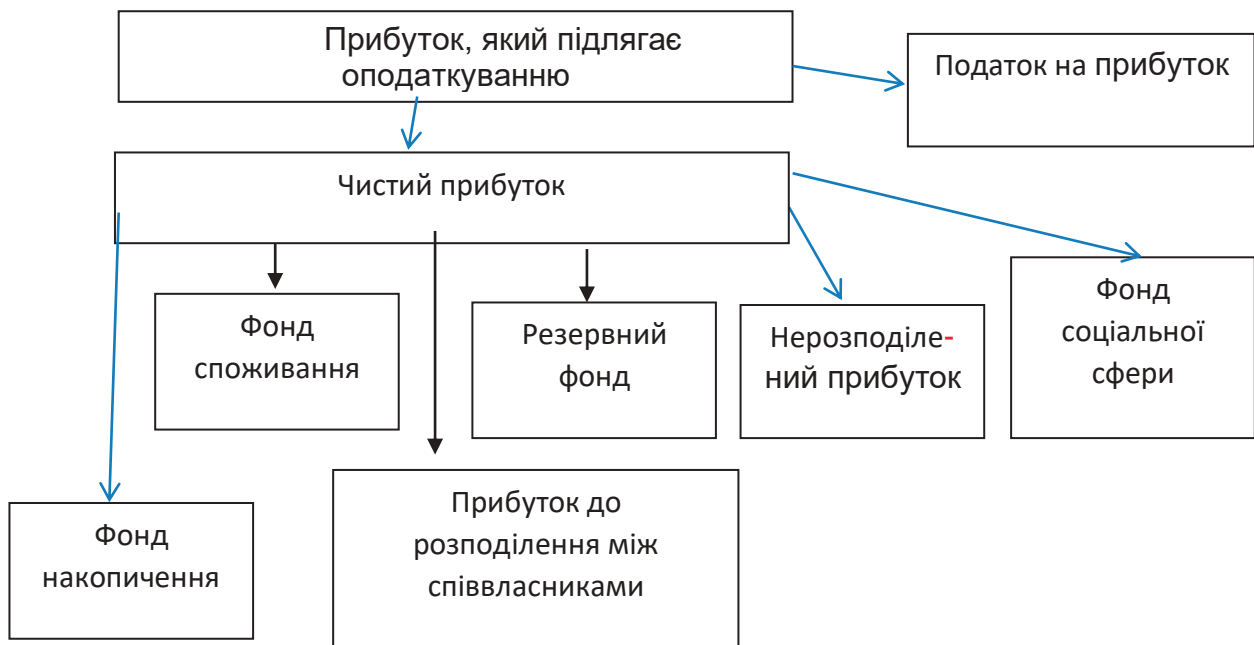 Прибуток, який підлягає
оподаткуванню
Податок на прибуток
Чистий прибуток
Фонд
споживання
Резервний
фонд
Нерозподіле-
ний прибуток
Фонд
соціальної
сфери
Фонд
накопичення
Прибуток до
розподілення між
співвласниками